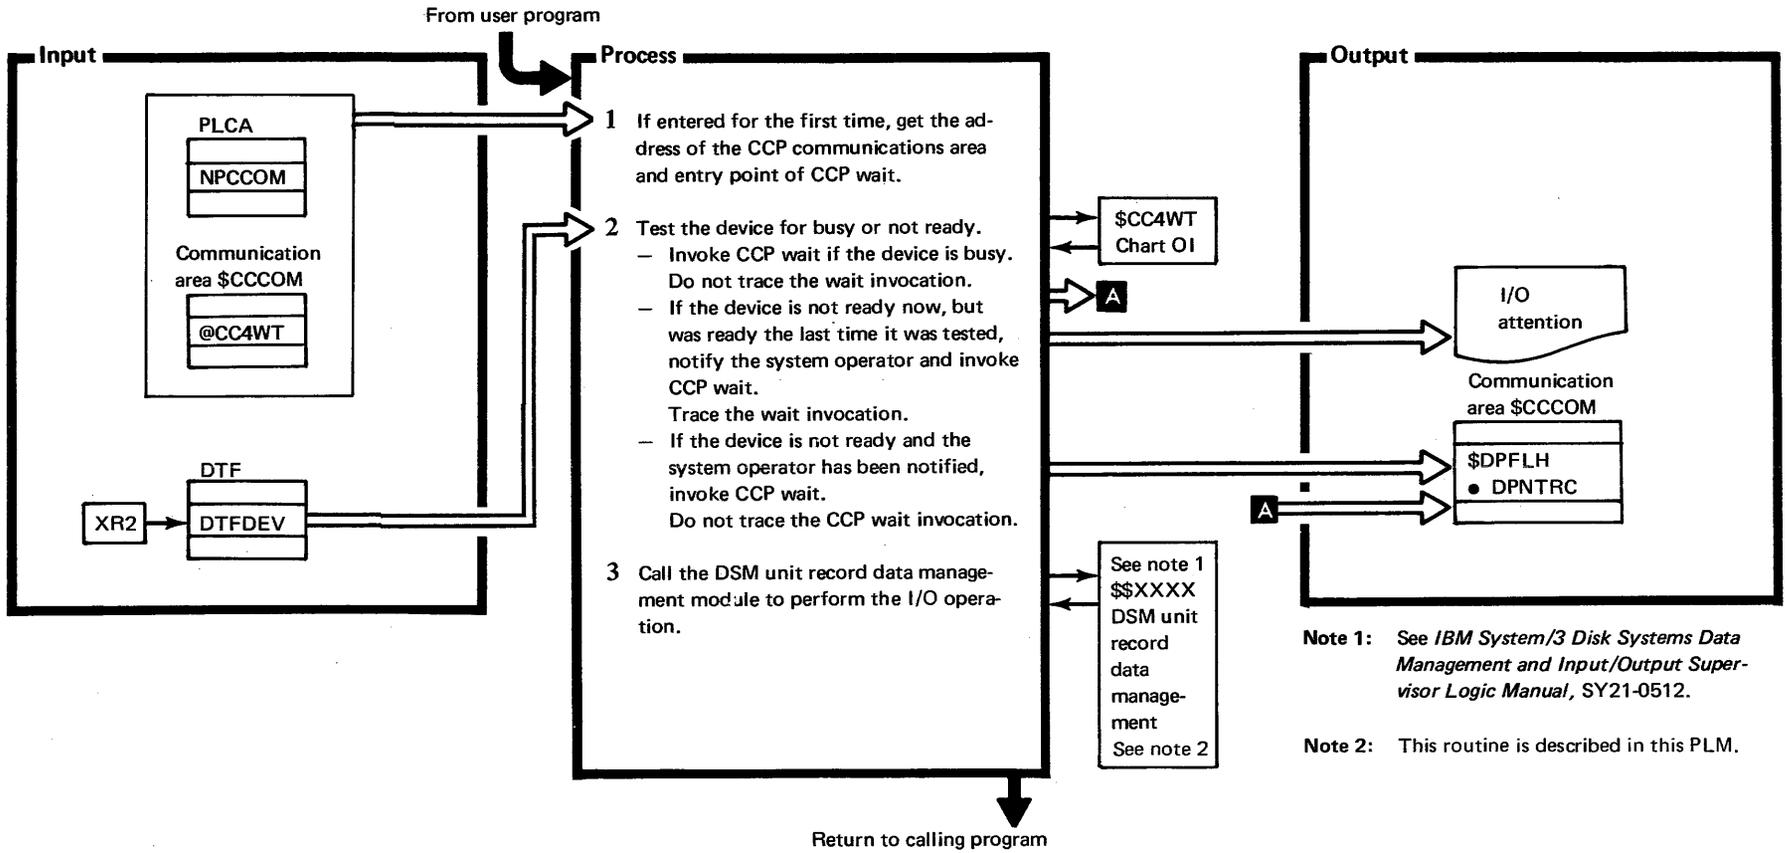 From user program
Input
PLCA
NPCCOM
Communication
area $CCCOM
@CC4WT
DTF
XR2
DTFDEV
Process
1 If entered for the first time, get the ad-
dress of the CCP communications area
and entry point of CCP wait.
2 Test the device for busy or not ready.
— Invoke CCP wait if the device is busy.
Do not trace the wait invocation.
— If the device is not ready now, but
was ready the last time it was tested,
notify the system operator and invoke
CCP wait.
Trace the wait invocation.
— If the device is not ready and the
system operator has been notified,
invoke CCP wait.
Do not trace the CCP wait invocation.
3 Call the DSM unit record data manage-
ment module to perform the I/O opera-
tion.
$CC4WT
Chart OI
A
See note 1
$$XXXX
DSM unit
record
data
manage-
ment
See note 2
Return to calling program
Output
I/O
attention
Communication
area $CCCOM
$DPFLH
● DPNTRC
A
Note 1: See IBM System/3 Disk Systems Data
Management and Input/Output Super-
visor Logic Manual, SY21-0512.
Note 2: This routine is described in this PLM.